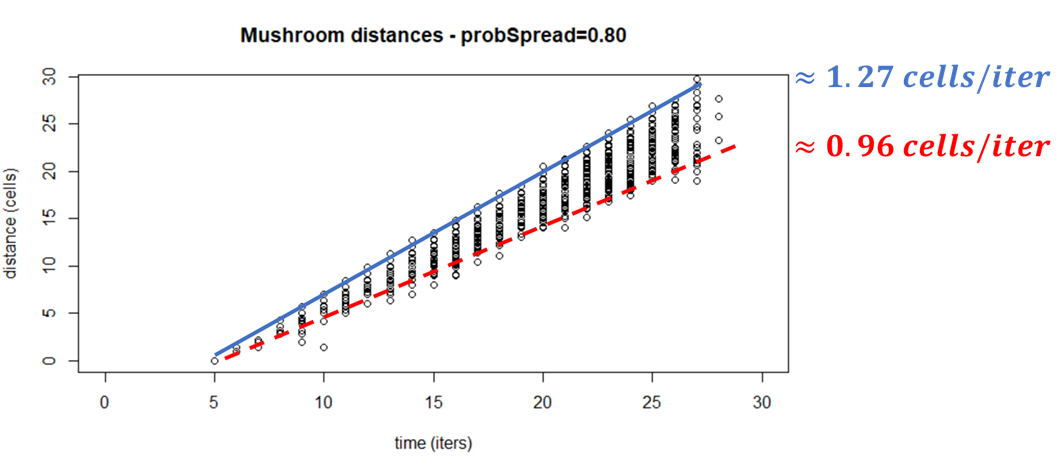 Mushroom distances - probSpread=0.80
≈ 1.27 cells/iter
≈ 0.96 cells/iter
distance (cells)
30
25
20
15
10
5
0
0 5 10 15 20 25 30
time (iters)